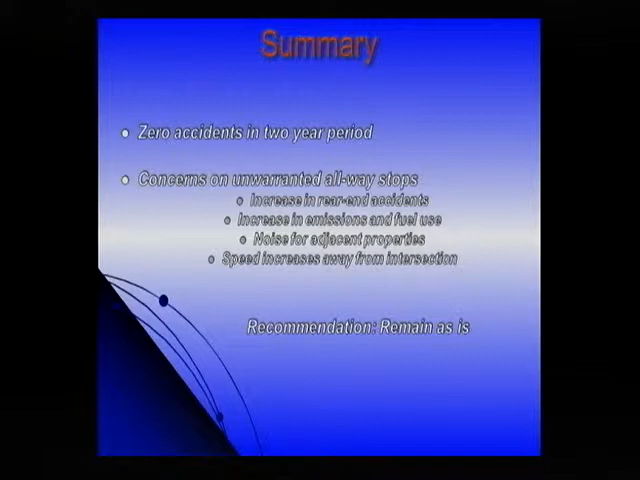 Summary
Zero accidents in two year period
Concerns on unwarranted all-way stops
Increase in rear-end accidents
Increase in emissions and fuel use
Noise for adjacent properties
Speed increases away from intersection
Recommendation: Remain as is